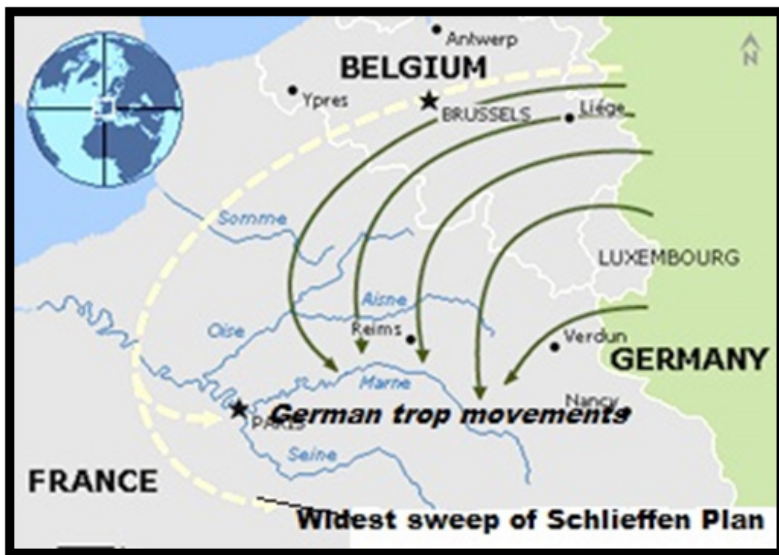 Antwerp
N
BELGIUM
Ypres
BRUSSELS
Liége
Somme
LUXEMBOURG
Aisne
Oise
Reims
Verdun
GERMANY
Marne
Nancy
PARIS
German trop movements
Seine
FRANCE
Widest sweep of Schlieffen Plan